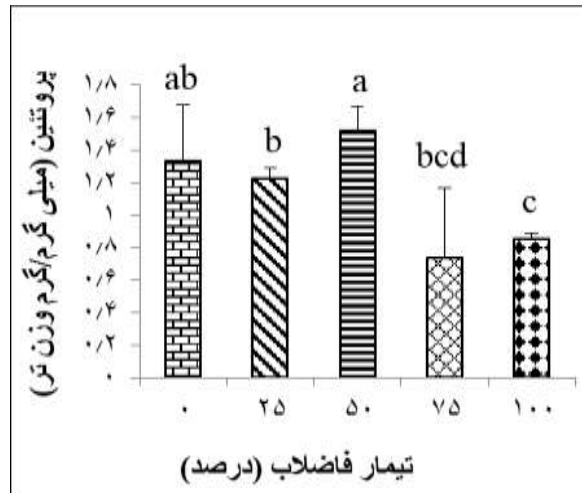 پروتئین (میلی گرم/گرم وزن تر)
۱٫۸
۱٫۶
۱٫۴
۱٫۲
۱
۰٫۸
۰٫۶
۰٫۴
۰٫۲
۰
ab
b
a
bcd
c
۰ ۲۵ ۵۰ ۷۵ ۱۰۰
تیمار فاضلاب (درصد)